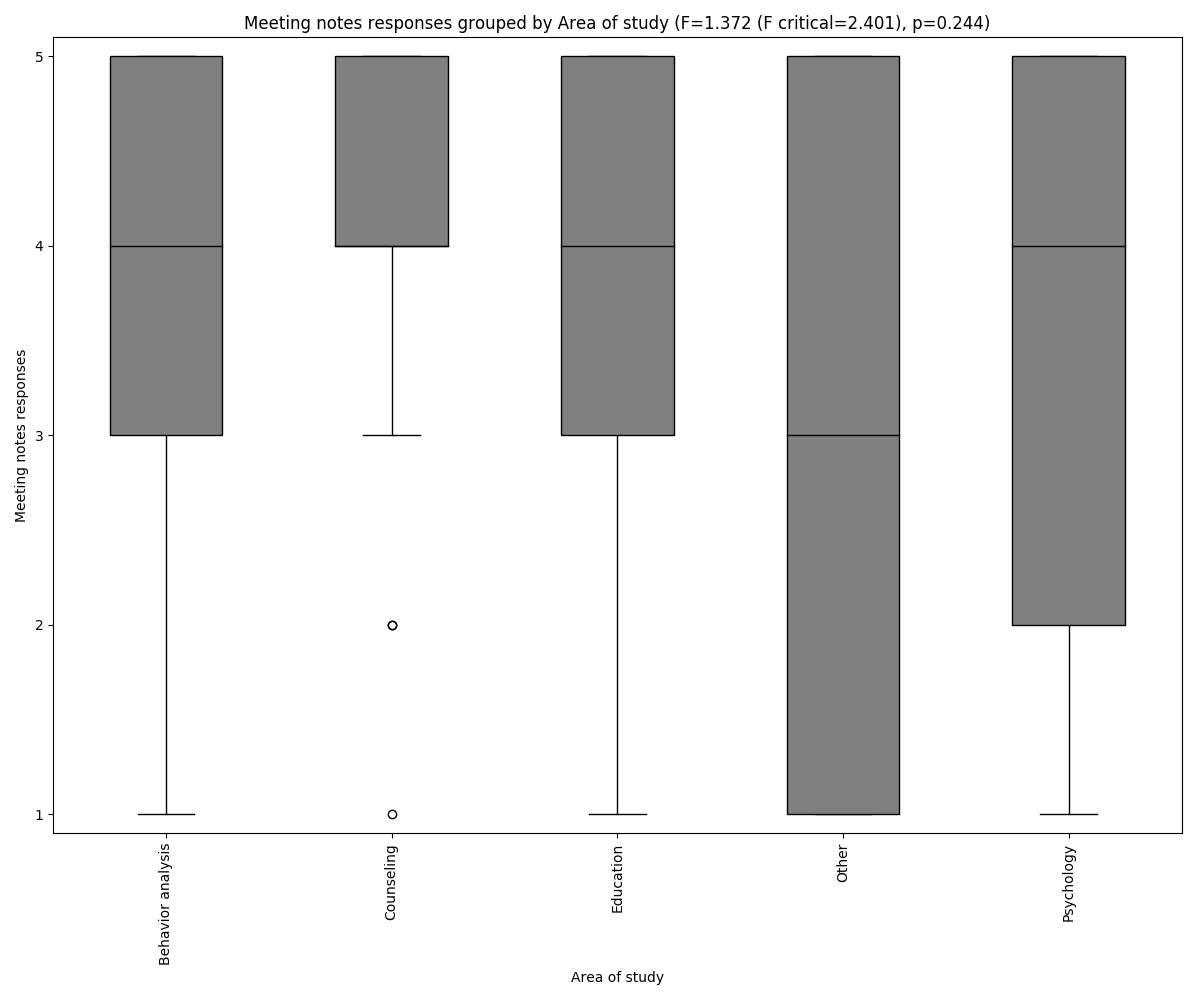 Meeting notes responses grouped by Area of study (F=1.372 (F critical=2.401), p=0.244)
5
4
3
2
1
Meeting notes responses
Behavior analysis
Counseling
Education
Other
Psychology
Area of study